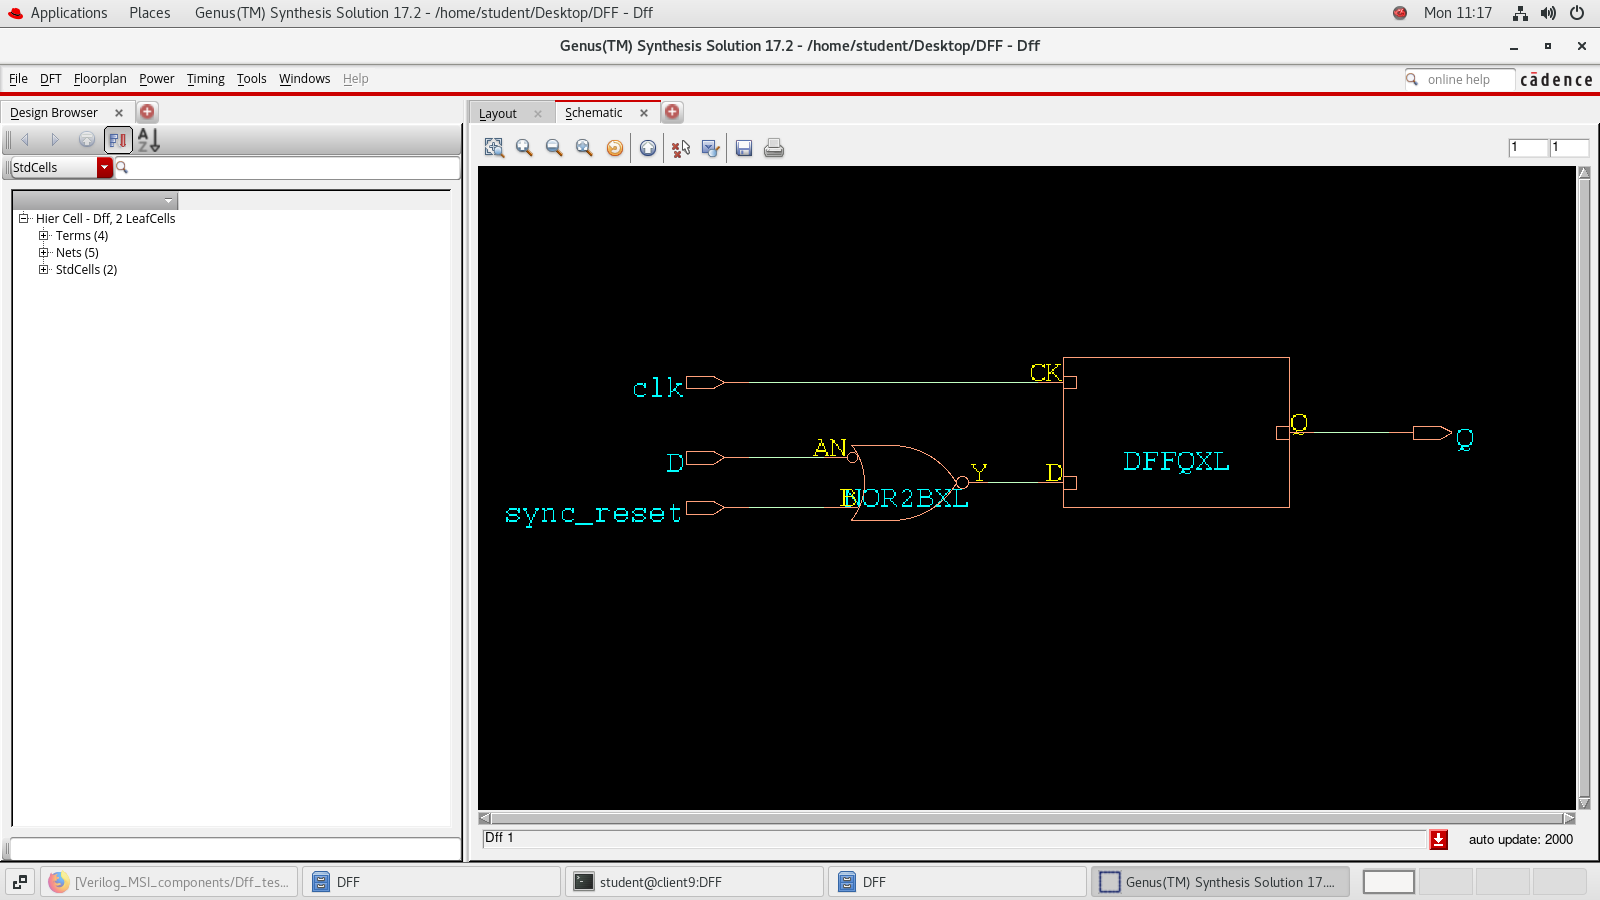 Applications Places Genus(TM) Synthesis Solution 17.2 - /home/student/Desktop/DFF - Dff Mon 11:17
Genus(TM) Synthesis Solution 17.2 - /home/student/Desktop/DFF - Dff
File DFT Floorplan Power Timing Tools Windows Help online help cādence
Design Browser Layout Schematic
1 1
StdCells
Hier Cell - Dff, 2 LeafCells
Terms (4)
Nets (5)
StdCells (2)
clk CK
D AN Y D DFFQXL Q Q
sync_reset B NOR2BXL
Dff 1 auto update: 2000
[Verilog_MSI_components/Dff_tes... DFF student@client9:DFF DFF Genus(TM) Synthesis Solution 17....